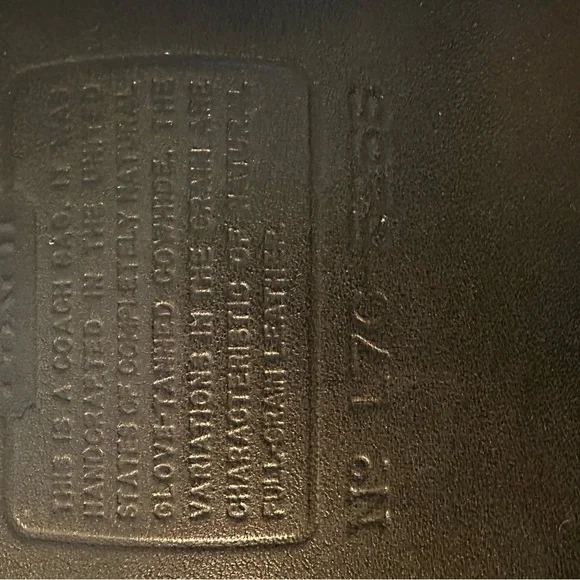 THIS IS A COACH BAG. IT WAS
HANDCRAFTED IN THE UNITED
STATES OF COMPLETELY NATURAL
GLOVE-TANNED COWHIDE. THE
VARIATIONS IN THE GRAIN ARE
CHARACTERISTIC OF NATURAL
FULL-GRAIN LEATHER.
Nº